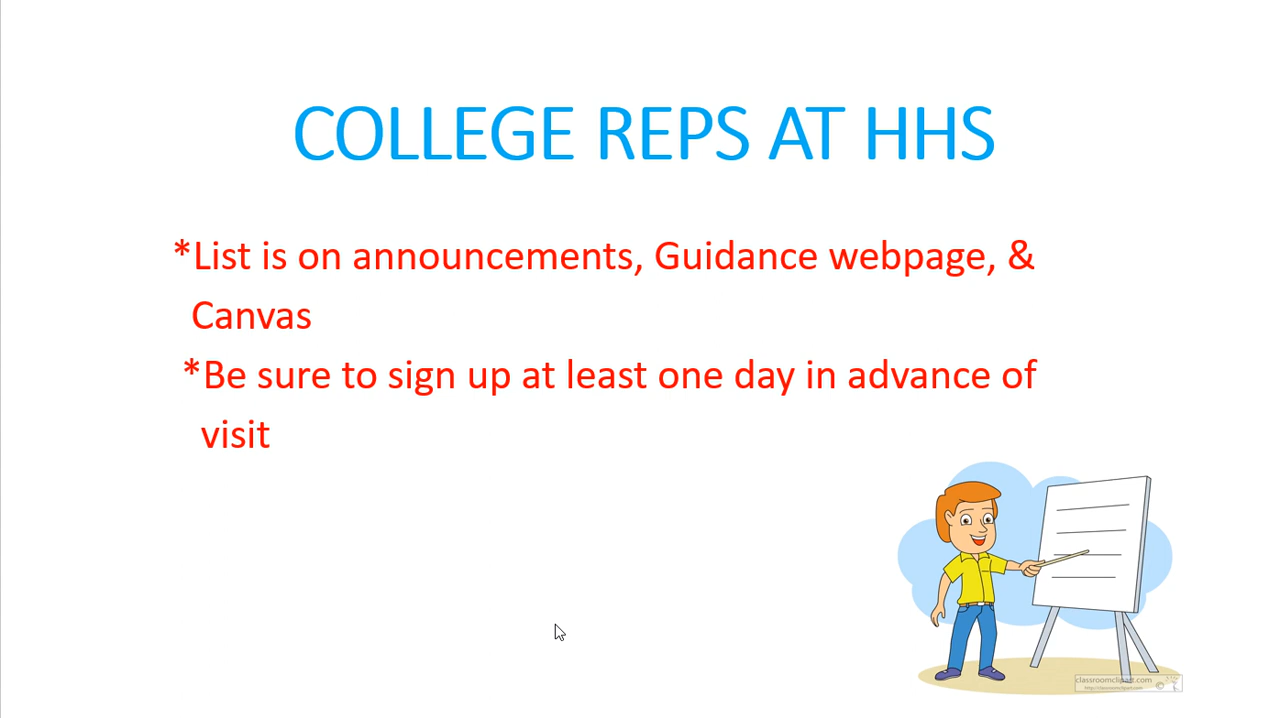 COLLEGE REPS AT HHS
*List is on announcements, Guidance webpage, &
Canvas
*Be sure to sign up at least one day in advance of
visit
classroomclipart.com
http://classroomclipart.com